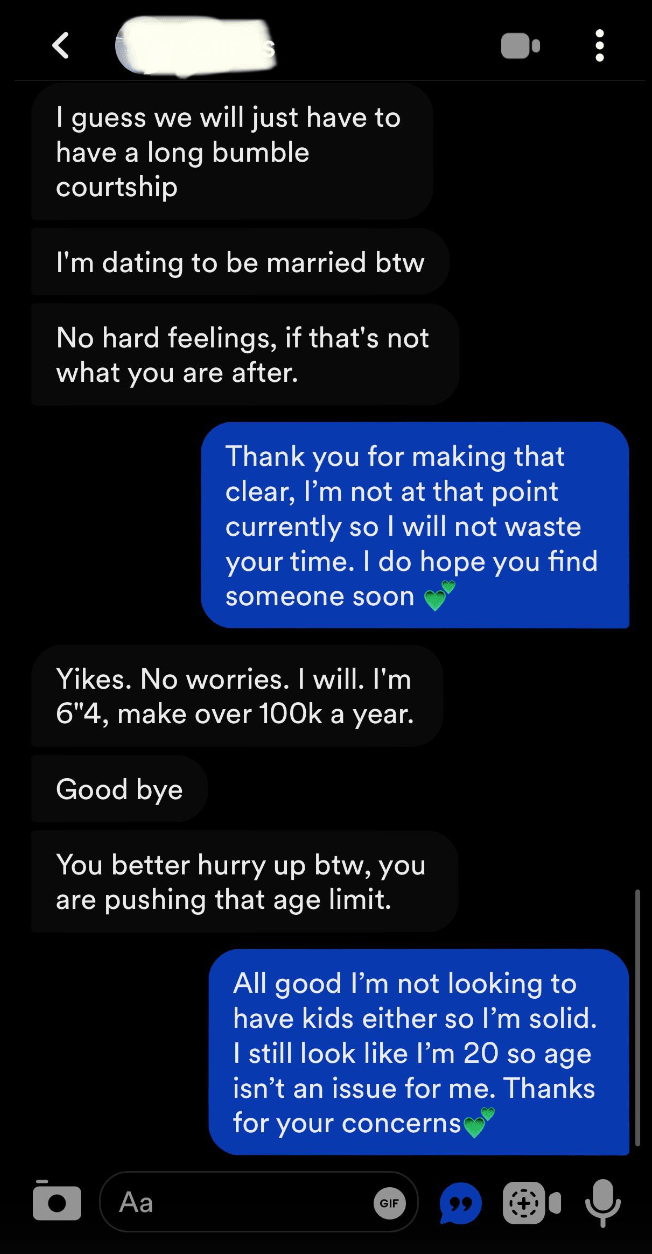 I guess we will just have to
have a long bumble
courtship
I'm dating to be married btw
No hard feelings, if that's not
what you are after.
Thank you for making that
clear, I'm not at that point
currently so I will not waste
your time. I do hope you find
someone soon 💕
Yikes. No worries. I will. I'm
6"4, make over 100k a year.
Good bye
You better hurry up btw, you
are pushing that age limit.
All good I'm not looking to
have kids either so I'm solid.
I still look like I'm 20 so age
isn't an issue for me. Thanks
for your concerns💕
Aa
GIF